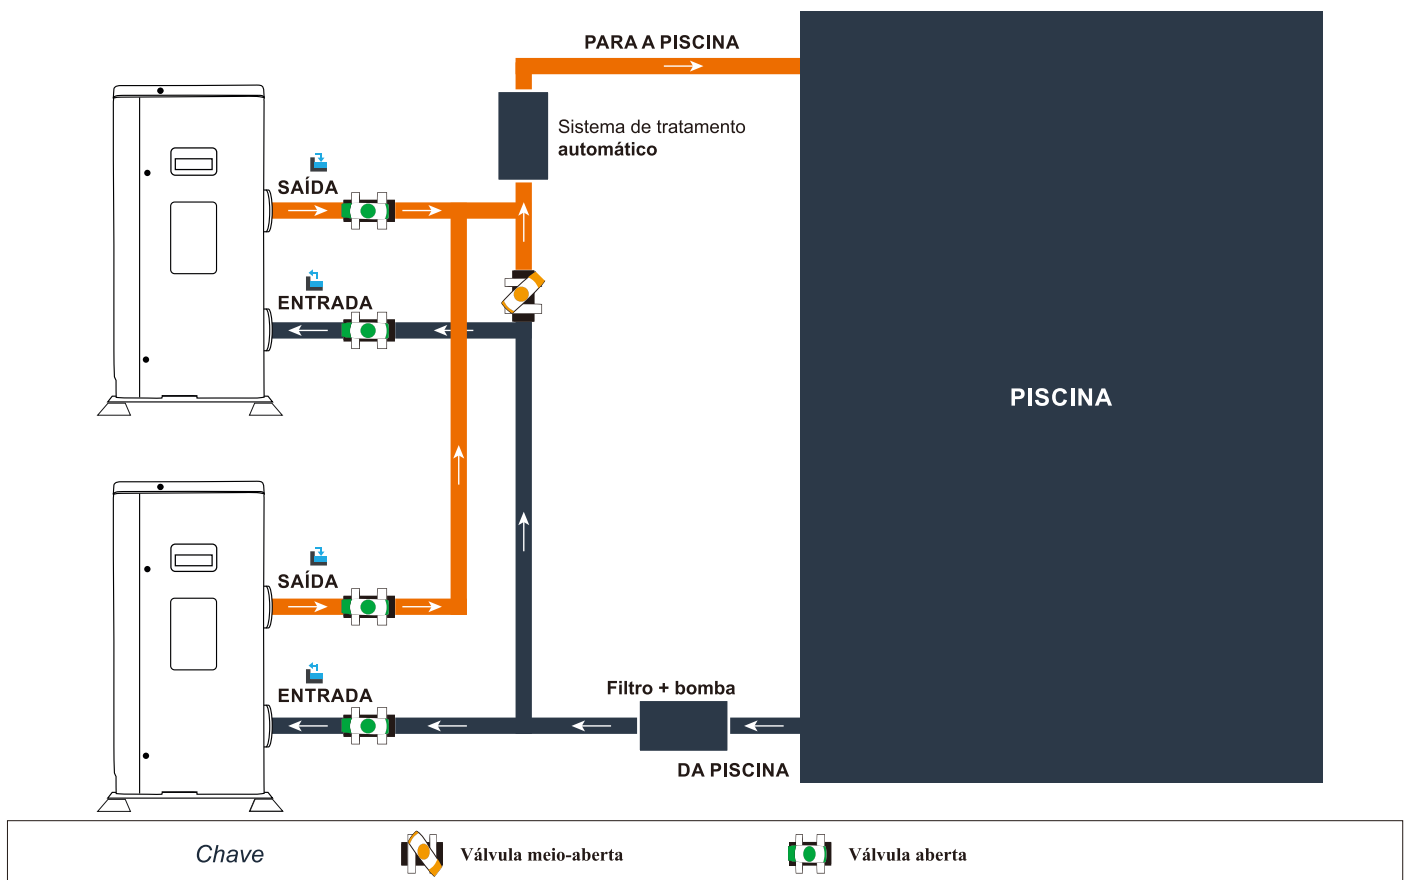 PARA A PISCINA
Sistema de tratamento
automático
SAÍDA
ENTRADA
PISCINA
SAÍDA
ENTRADA
Filtro + bomba
DA PISCINA
Chave
Válvula meio-aberta
Válvula aberta